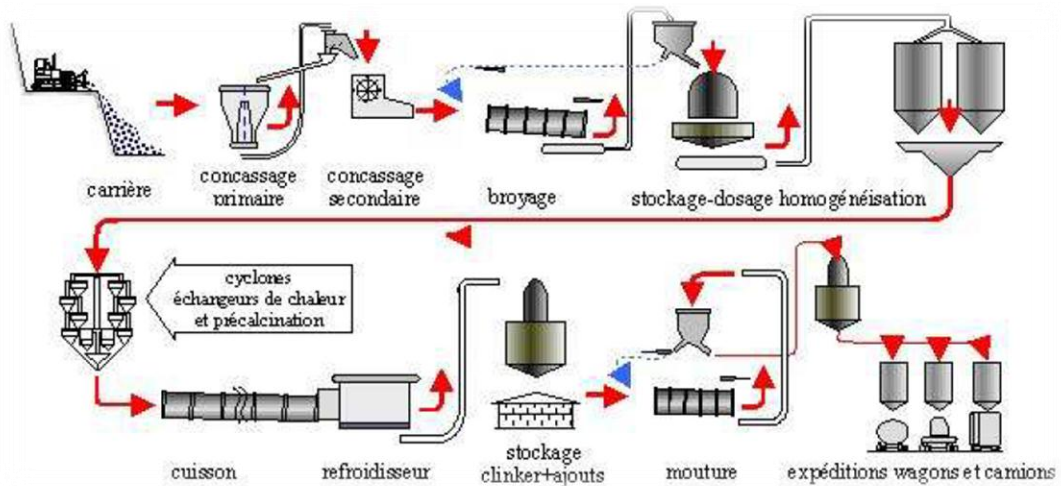 carrière
concassage
primaire
concassage
secondaire
broyage
stockage-dosage homogénéisation
cyclones
échangeurs de chaleur
et précalcination
cuisson
refroidisseur
stockage
clinker+ajouts
mouture
expéditions wagons et camions